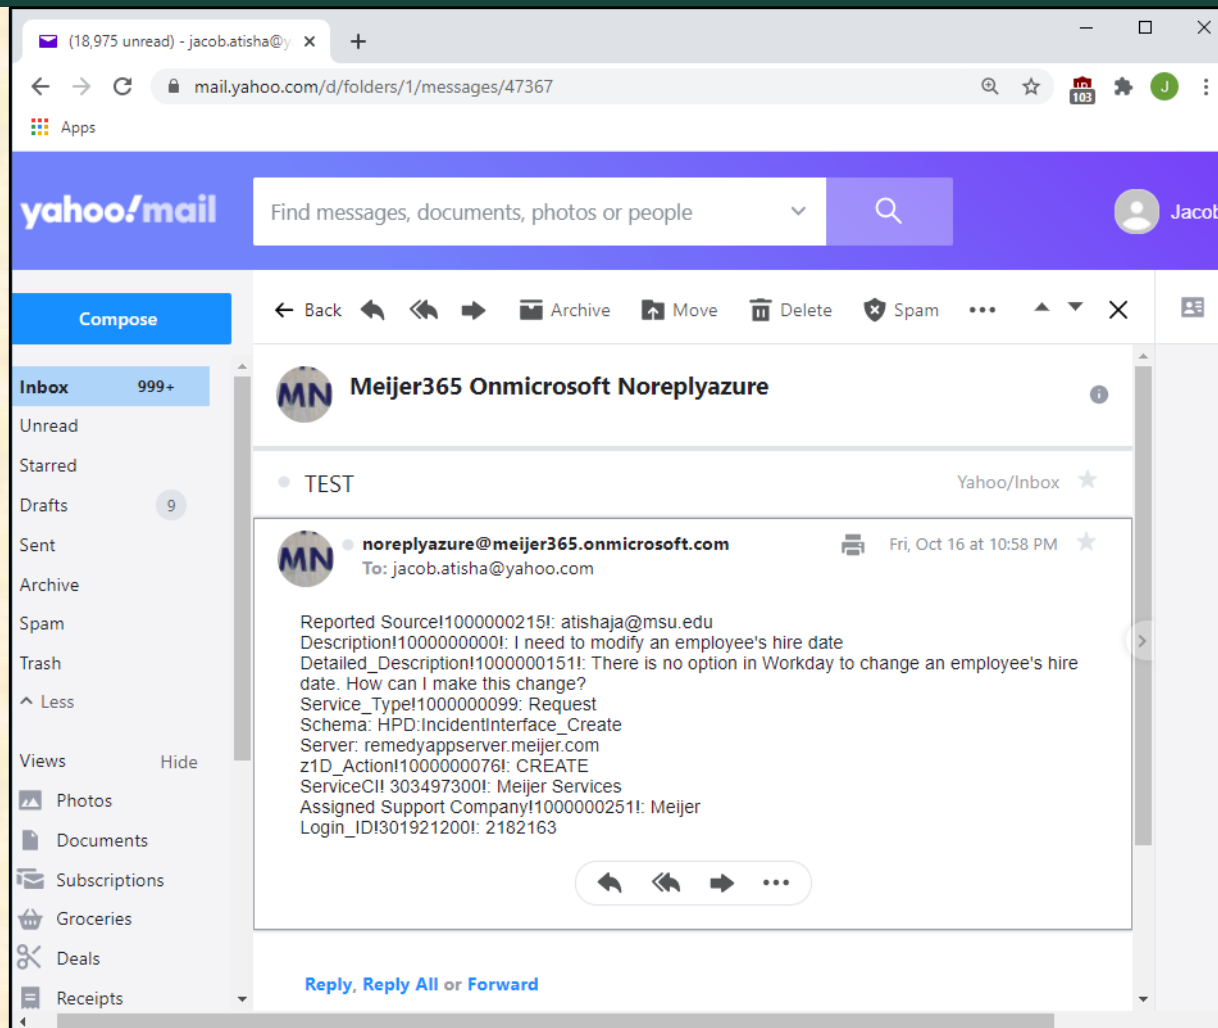 (18,975 unread) - jacob.atisha@y
mail.yahoo.com/d/folders/1/messages/47367
103
J
Apps
yahoo!mail
Find messages, documents, photos or people
Jacob
Compose
Back
Archive
Move
Delete
Spam
Inbox 999+
Unread
Starred
Drafts 9
Sent
Archive
Spam
Trash
Less
Views Hide
Photos
Documents
Subscriptions
Groceries
Deals
Receipts
MN
Meijer365 Onmicrosoft Noreplyazure
TEST
Yahoo/Inbox
MN
noreplyazure@meijer365.onmicrosoft.com
Fri, Oct 16 at 10:58 PM
To: jacob.atisha@yahoo.com
Reported Source!1000000215!: atishaja@msu.edu
Description!1000000000!: I need to modify an employee's hire date
Detailed_Description!1000000151!: There is no option in Workday to change an employee's hire
date. How can I make this change?
Service_Type!1000000099: Request
Schema: HPD:IncidentInterface_Create
Server: remedyappserver.meijer.com
z1D_Action!1000000076!: CREATE
ServiceCI! 303497300!: Meijer Services
Assigned Support Company!1000000251!: Meijer
Login_ID!301921200!: 2182163
Reply, Reply All or Forward